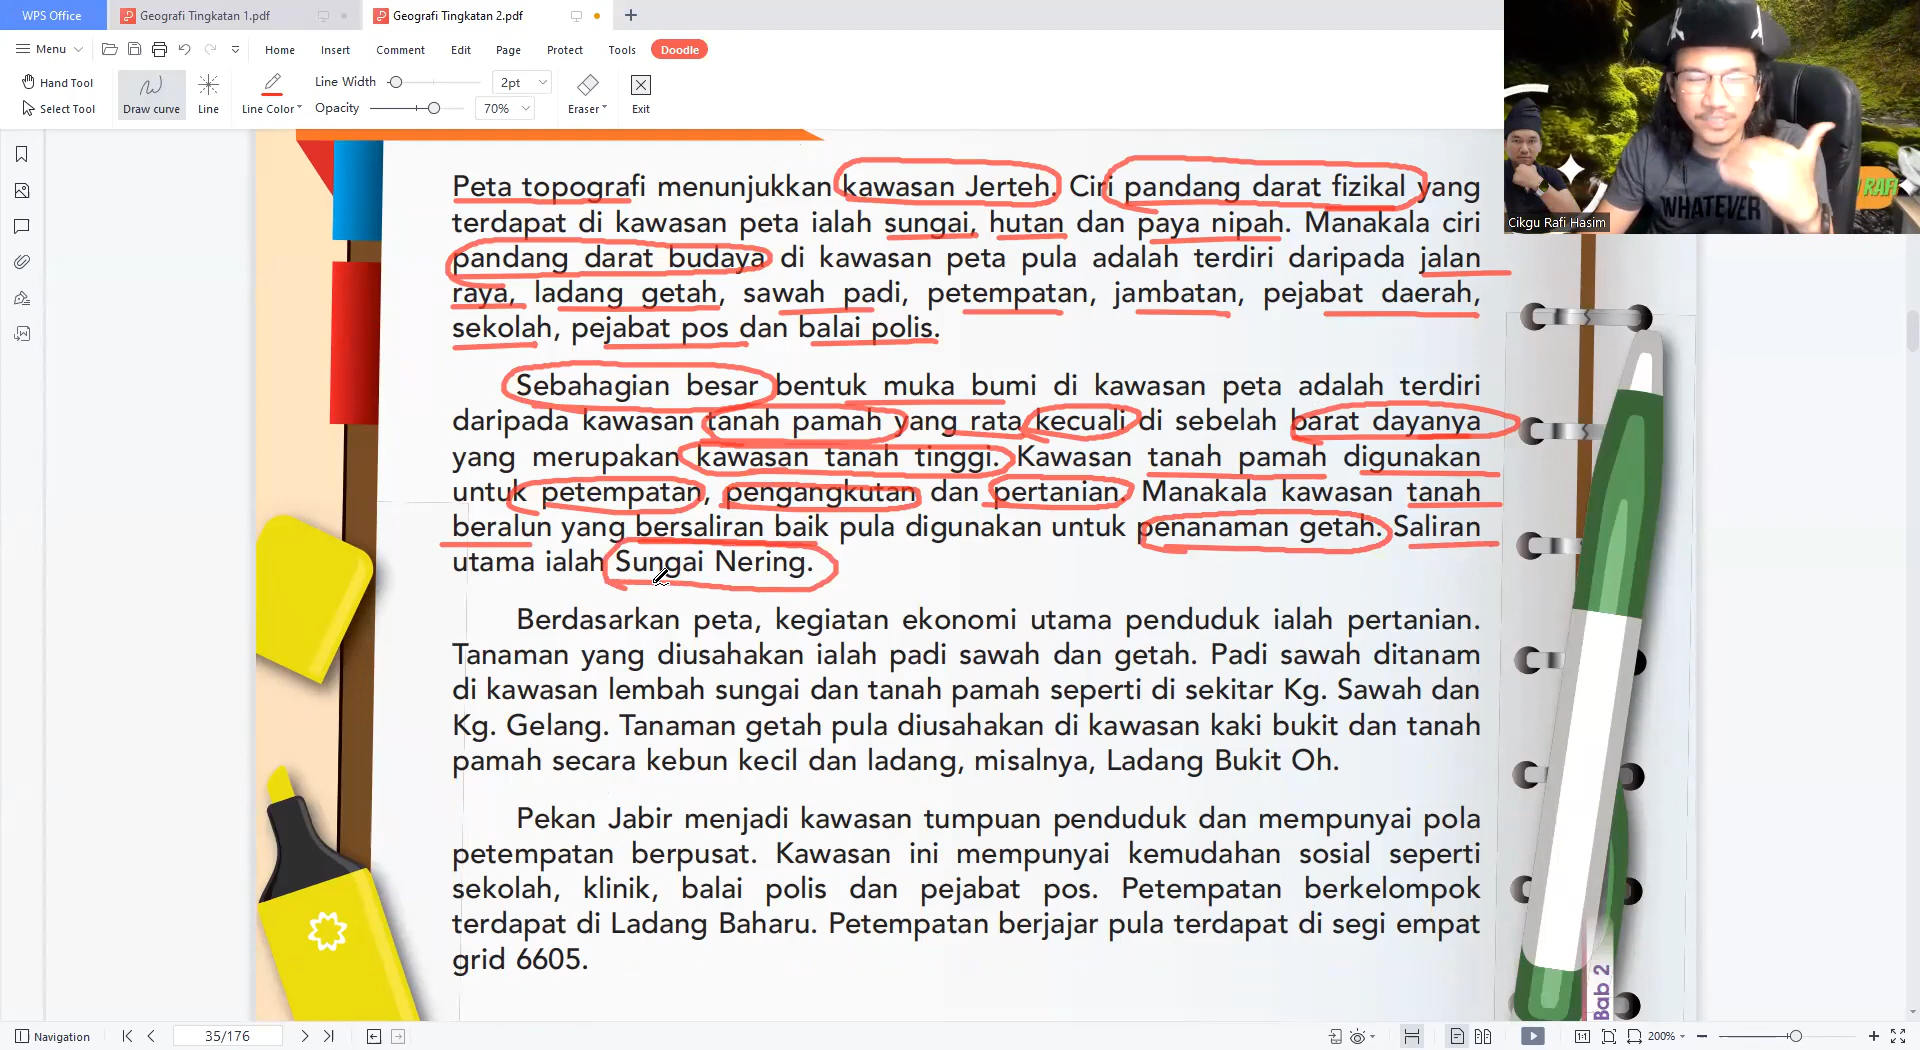 WPS Office
Geografi Tingkatan 1.pdf
Geografi Tingkatan 2.pdf
Menu
Home
Insert
Comment
Edit
Page
Protect
Tools
Doodle
Hand Tool
Select Tool
Draw curve
Line
Line Color
Line Width
2pt
Opacity
70%
Eraser
Exit
WHATEVER
RAFI
Cikgu Rafi Hasim
Peta topografi menunjukkan kawasan Jerteh. Ciri pandang darat fizikal yang
terdapat di kawasan peta ialah sungai, hutan dan paya nipah. Manakala ciri
pandang darat budaya di kawasan peta pula adalah terdiri daripada jalan
raya, ladang getah, sawah padi, petempatan, jambatan, pejabat daerah,
sekolah, pejabat pos dan balai polis.
Sebahagian besar bentuk muka bumi di kawasan peta adalah terdiri
daripada kawasan tanah pamah yang rata kecuali di sebelah barat dayanya
yang merupakan kawasan tanah tinggi. Kawasan tanah pamah digunakan
untuk petempatan, pengangkutan dan pertanian. Manakala kawasan tanah
beralun yang bersaliran baik pula digunakan untuk penanaman getah. Saliran
utama ialah Sungai Nering.
Berdasarkan peta, kegiatan ekonomi utama penduduk ialah pertanian.
Tanaman yang diusahakan ialah padi sawah dan getah. Padi sawah ditanam
di kawasan lembah sungai dan tanah pamah seperti di sekitar Kg. Sawah dan
Kg. Gelang. Tanaman getah pula diusahakan di kawasan kaki bukit dan tanah
pamah secara kebun kecil dan ladang, misalnya, Ladang Bukit Oh.
Pekan Jabir menjadi kawasan tumpuan penduduk dan mempunyai pola
petempatan berpusat. Kawasan ini mempunyai kemudahan sosial seperti
sekolah, klinik, balai polis dan pejabat pos. Petempatan berkelompok
terdapat di Ladang Baharu. Petempatan berjajar pula terdapat di segi empat
grid 6605.
Bab 2
Navigation
35/176
200%